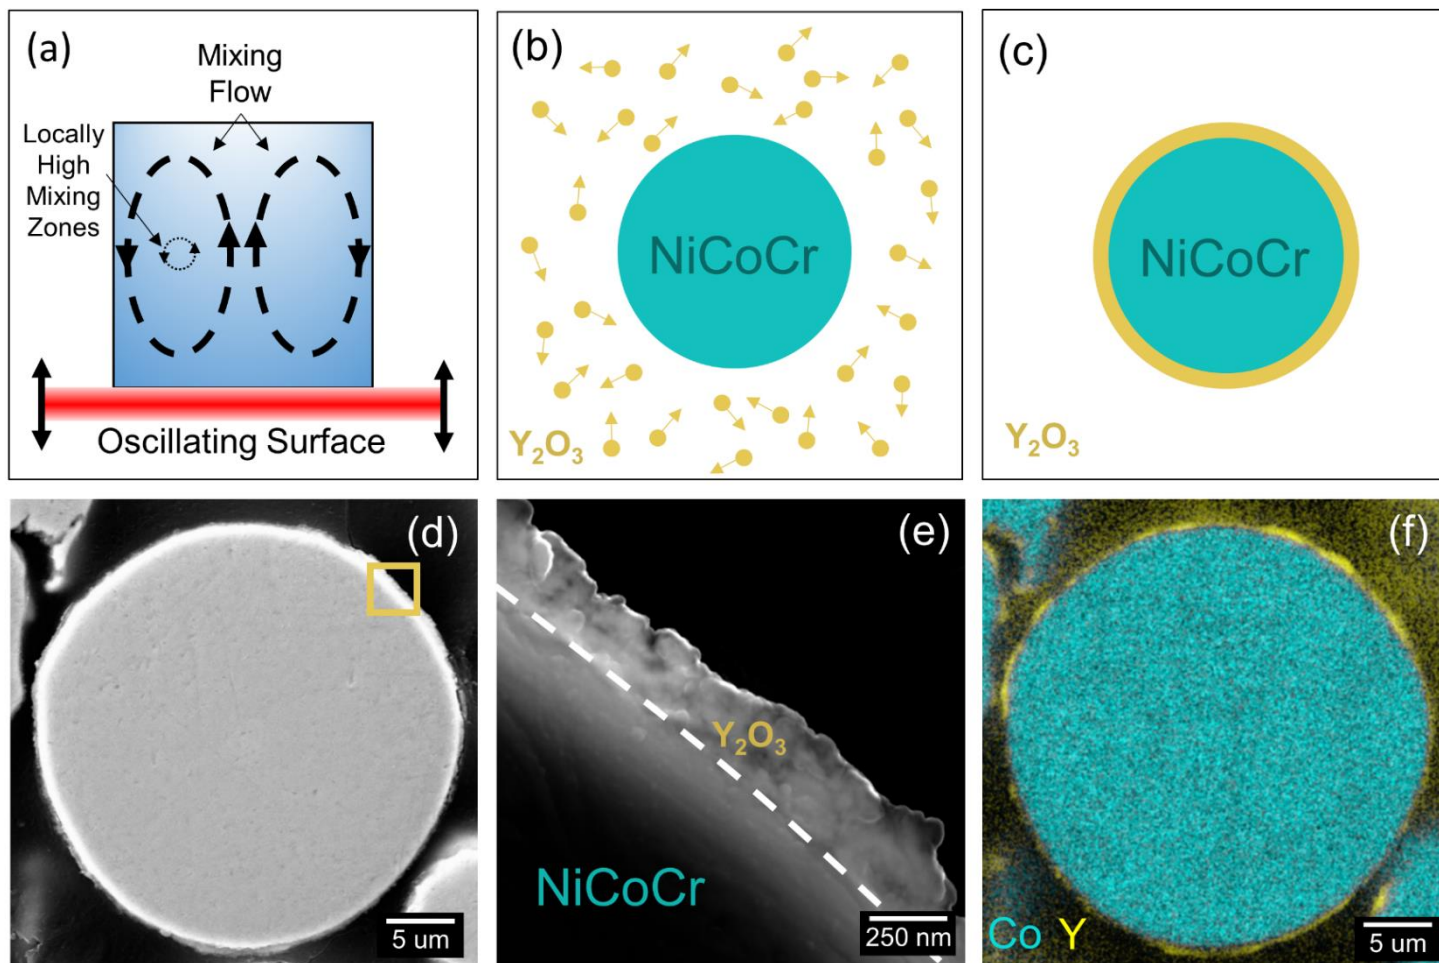 (a)
Mixing
Flow
Locally
High
Mixing
Zones
Oscillating Surface
(b)
NiCoCr
Y₂O₃
(c)
NiCoCr
Y₂O₃
(d)
5 um
(e)
Y₂O₃
NiCoCr
250 nm
(f)
Co Y
5 um